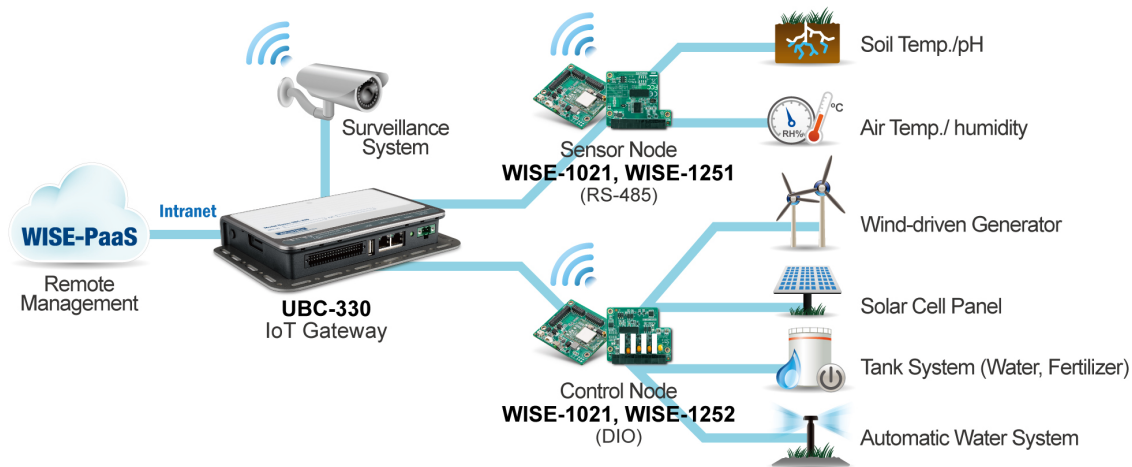 Surveillance
System
Intranet
WISE-PaaS
Remote
Management
UBC-330
IoT Gateway
Sensor Node
WISE-1021, WISE-1251
(RS-485)
Control Node
WISE-1021, WISE-1252
(DIO)
Soil Temp./pH
°C
RH%
Air Temp./ humidity
Wind-driven Generator
Solar Cell Panel
Tank System (Water, Fertilizer)
Automatic Water System